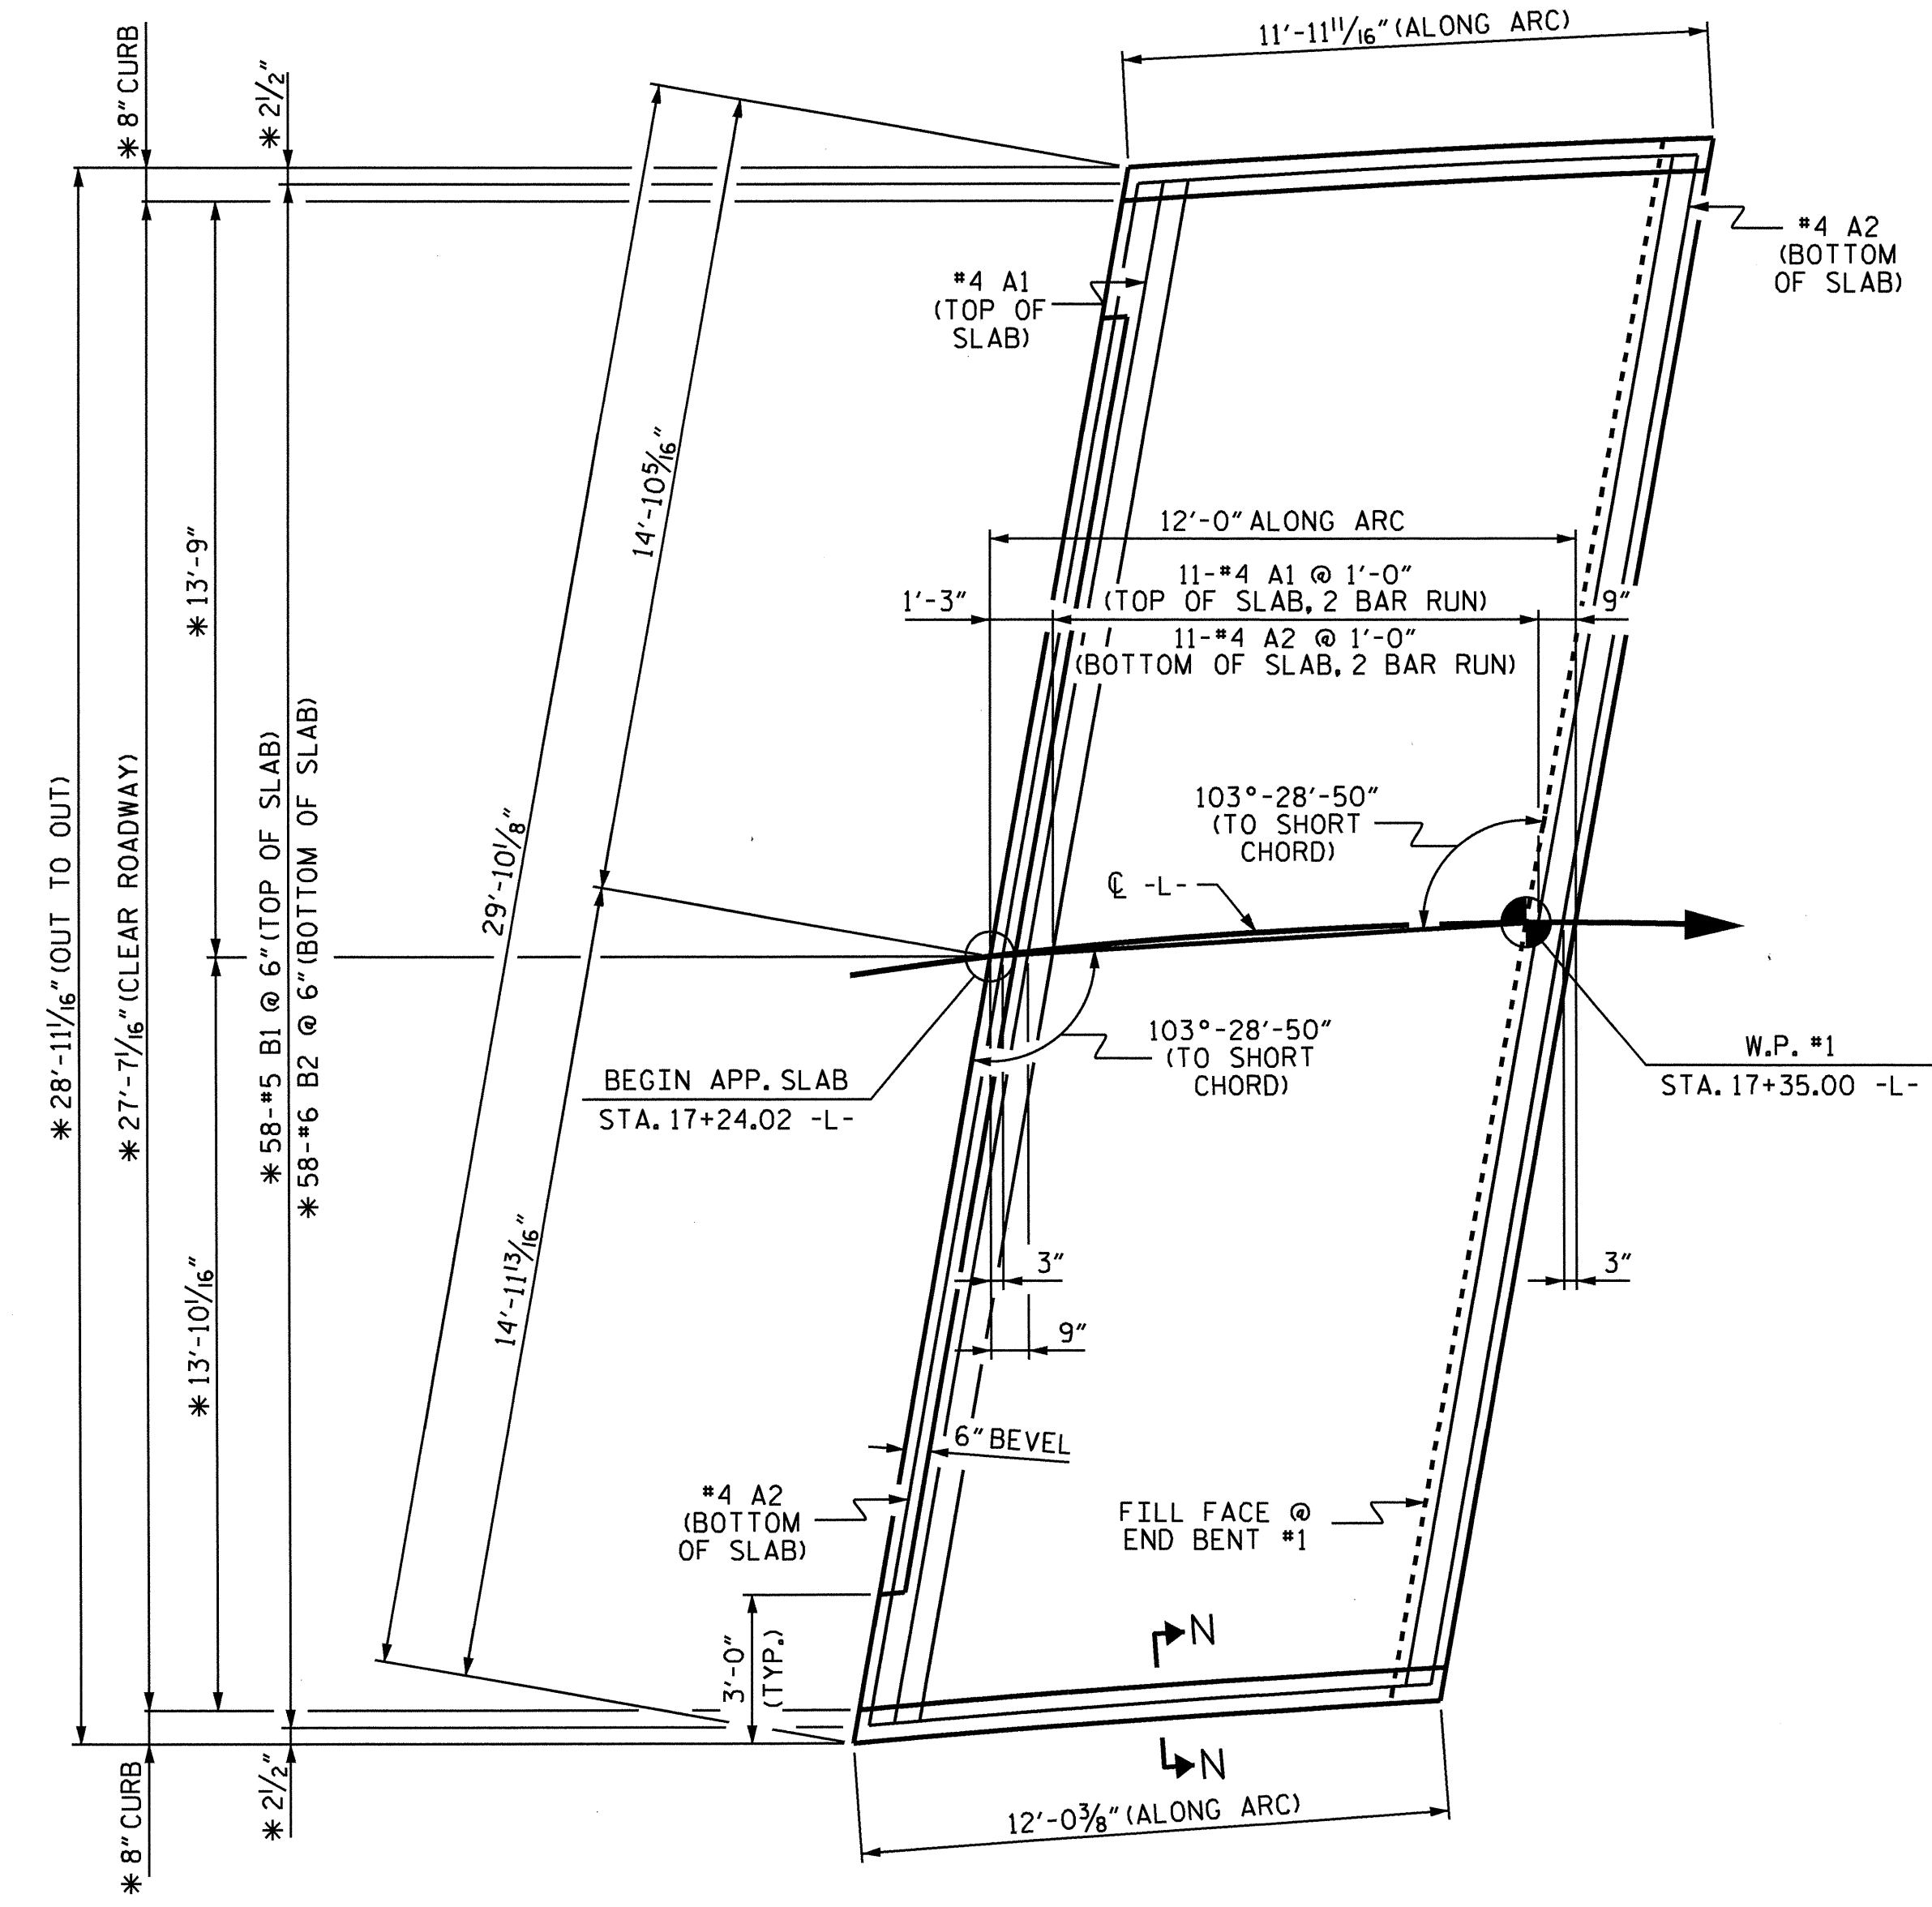 11'-11 11/16" (ALONG ARC)
✳ 8" CURB
✳ 2 1/2"
#4 A2
(BOTTOM
OF SLAB)
#4 A1
(TOP OF
SLAB)
14'-10 5/16"
✳ 13'-9"
12'-0" ALONG ARC
11-#4 A1 @ 1'-0"
(TOP OF SLAB, 2 BAR RUN)
1'-3"
9"
11-#4 A2 @ 1'-0"
(BOTTOM OF SLAB, 2 BAR RUN)
✳ 28'-11 1/16" (OUT TO OUT)
✳ 27'-7 1/16" (CLEAR ROADWAY)
✳ 58-#5 B1 @ 6" (TOP OF SLAB)
✳ 58-#6 B2 @ 6" (BOTTOM OF SLAB)
29'-10 1/8"
103°-28'-50"
(TO SHORT
CHORD)
℄ -L-
103°-28'-50"
(TO SHORT
CHORD)
BEGIN APP. SLAB
STA. 17+24.02 -L-
W.P. #1
STA. 17+35.00 -L-
✳ 13'-10 1/16"
14'-11 13/16"
3"
3"
9"
6" BEVEL
#4 A2
(BOTTOM
OF SLAB)
FILL FACE @
END BENT #1
3'-0"
(TYP.)
N
N
✳ 8" CURB
✳ 2 1/2"
12'-0 3/8" (ALONG ARC)